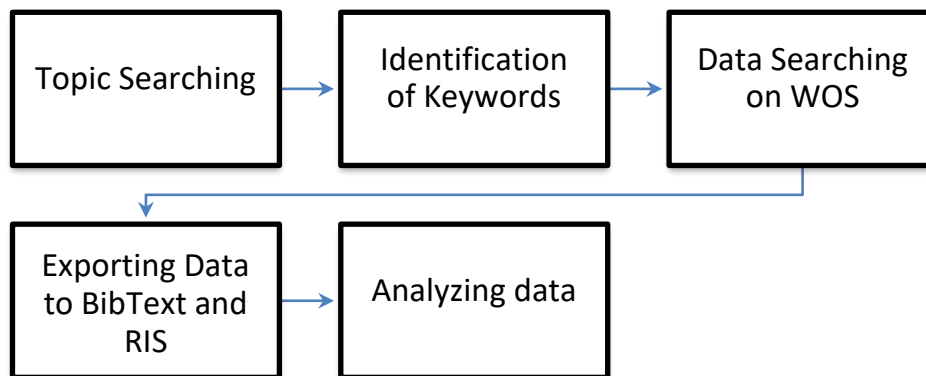 Topic Searching
Identification
of Keywords
Data Searching
on WOS
Exporting Data
to BibText and
RIS
Analyzing data